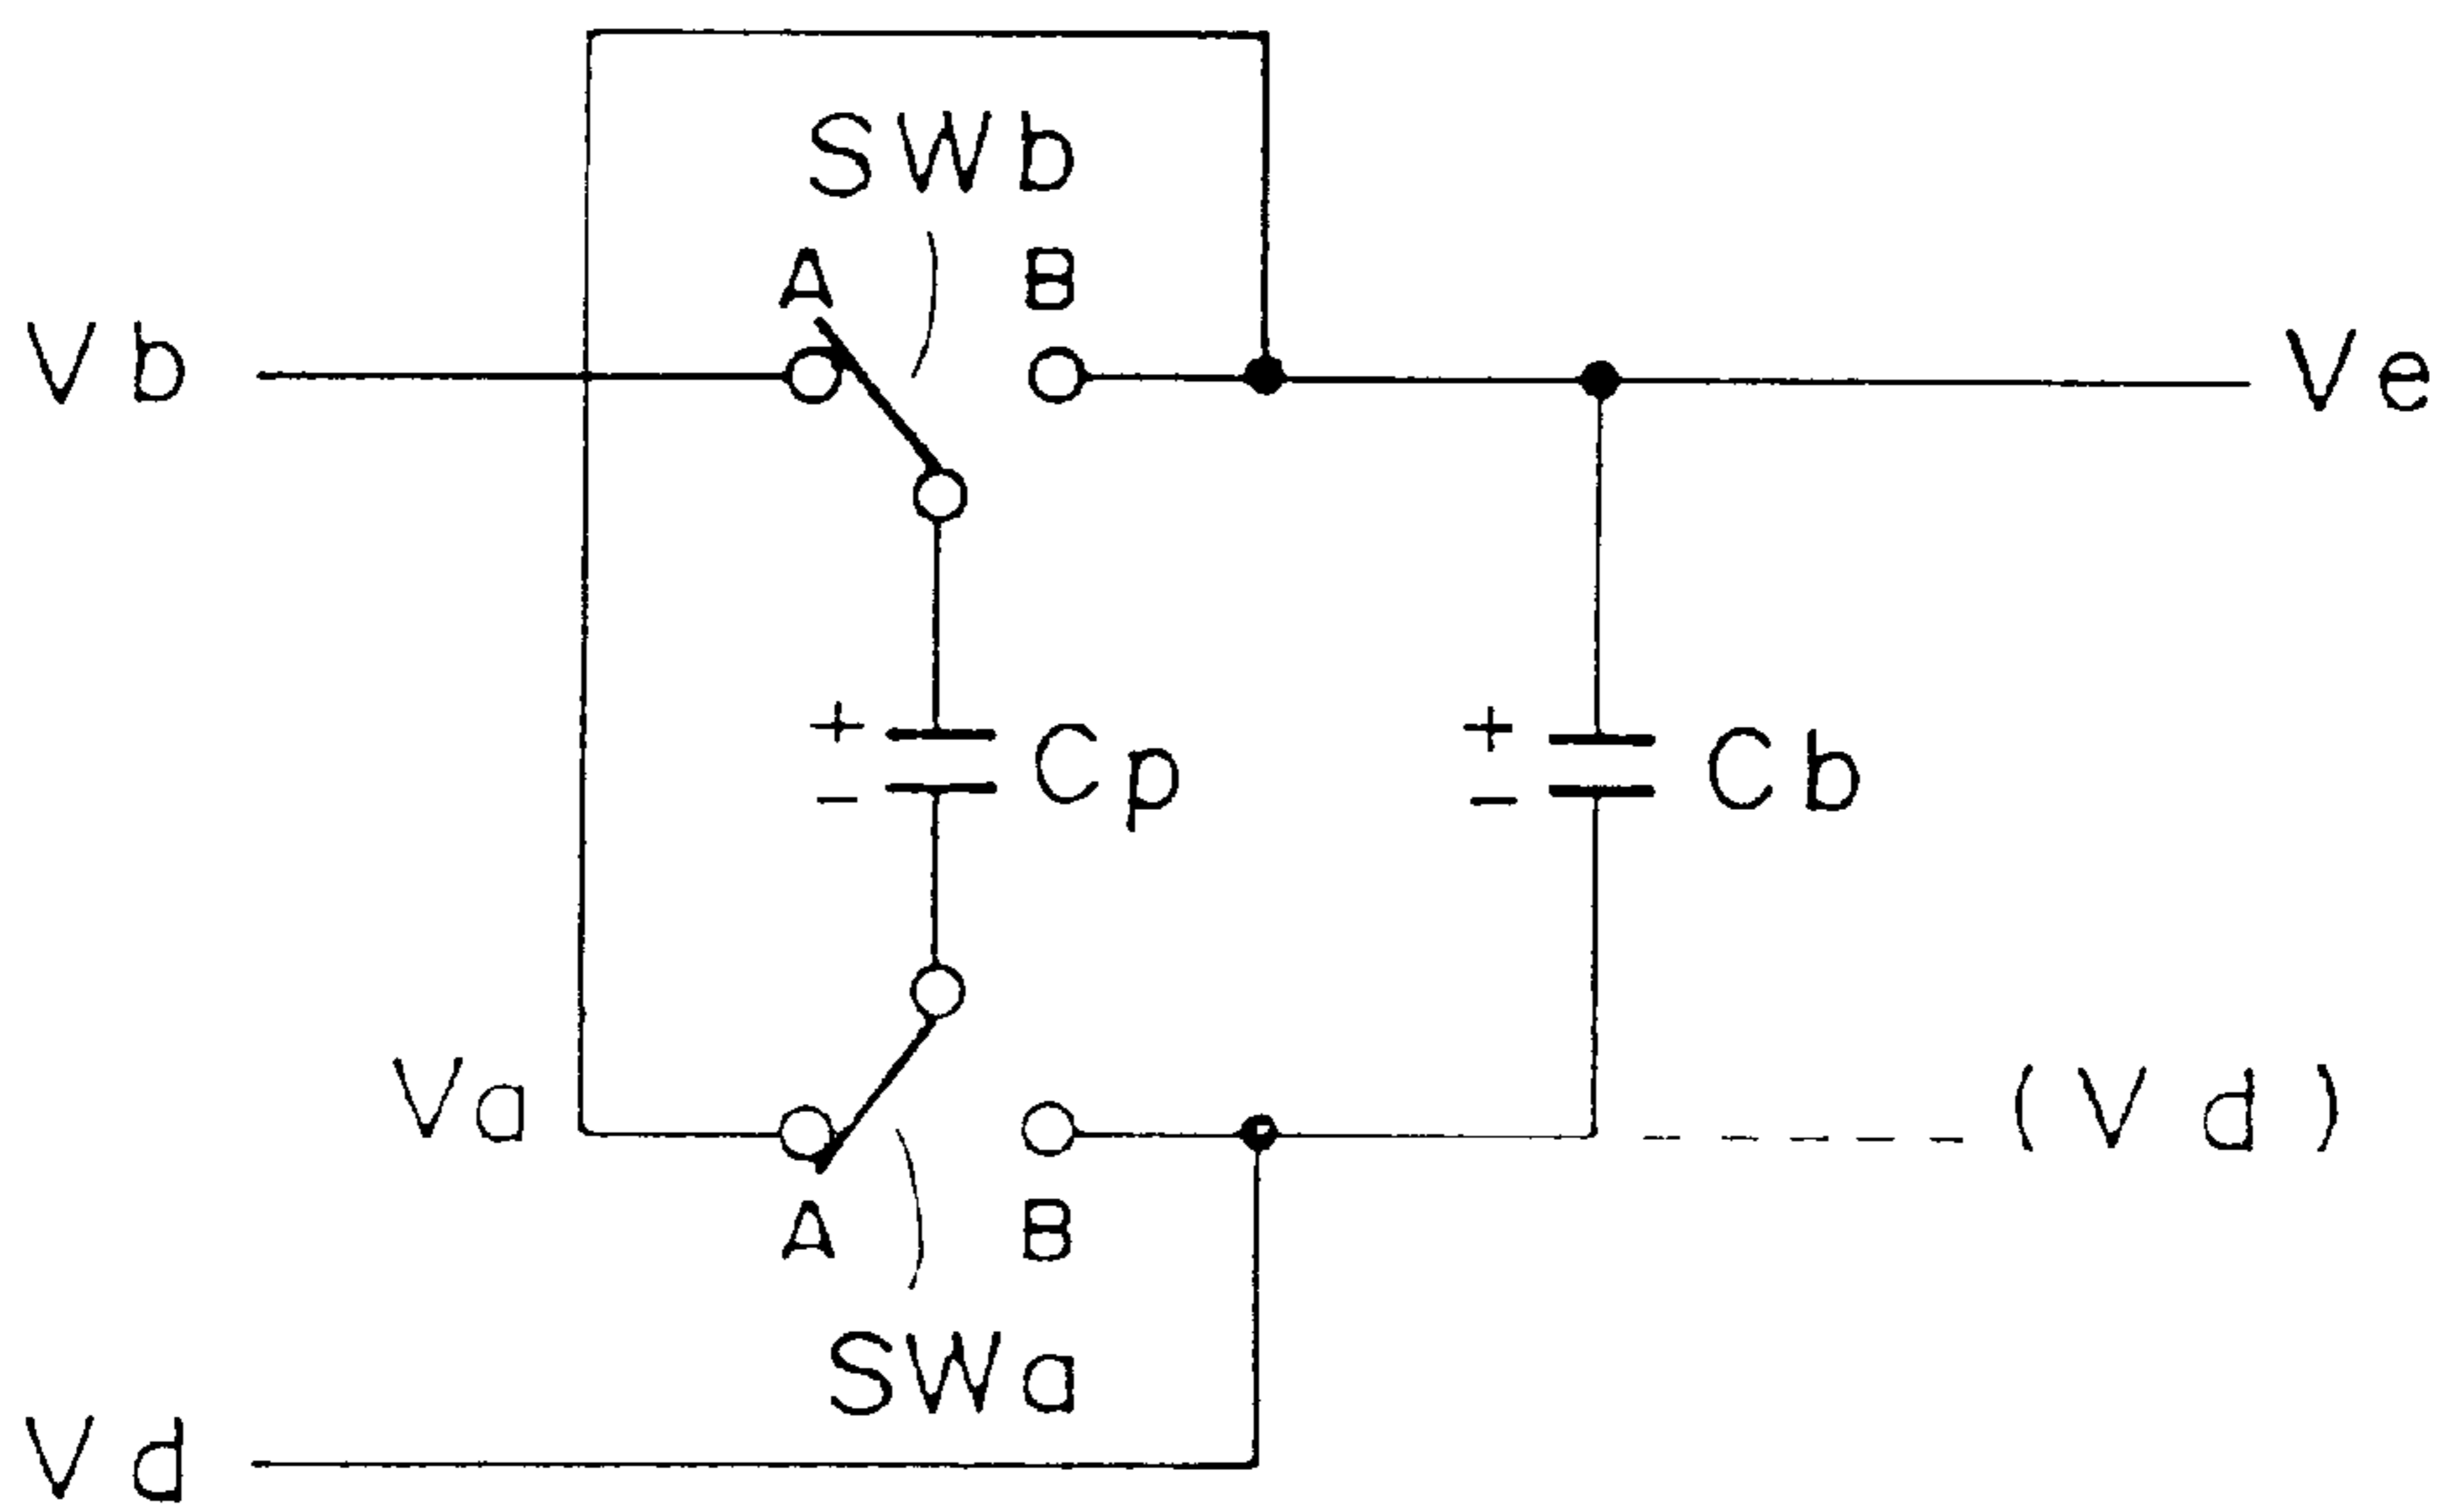 SWb
A B
Vb Ve
+ Cp + Cb
- -
Va (Vd)
A B
SWa
Vd